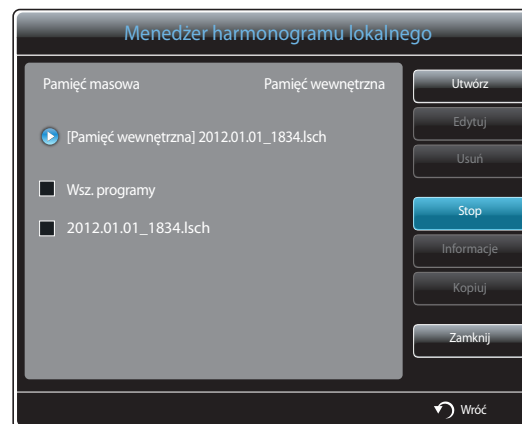 Menedżer harmonogramu lokalnego
Pamięć masowa Pamięć wewnętrzna
[Pamięć wewnętrzna] 2012.01.01_1834.lsch
Wsz. programy
2012.01.01_1834.lsch
Utwórz
Edytuj
Usuń
Stop
Informacje
Kopiuj
Zamknij
Wróć